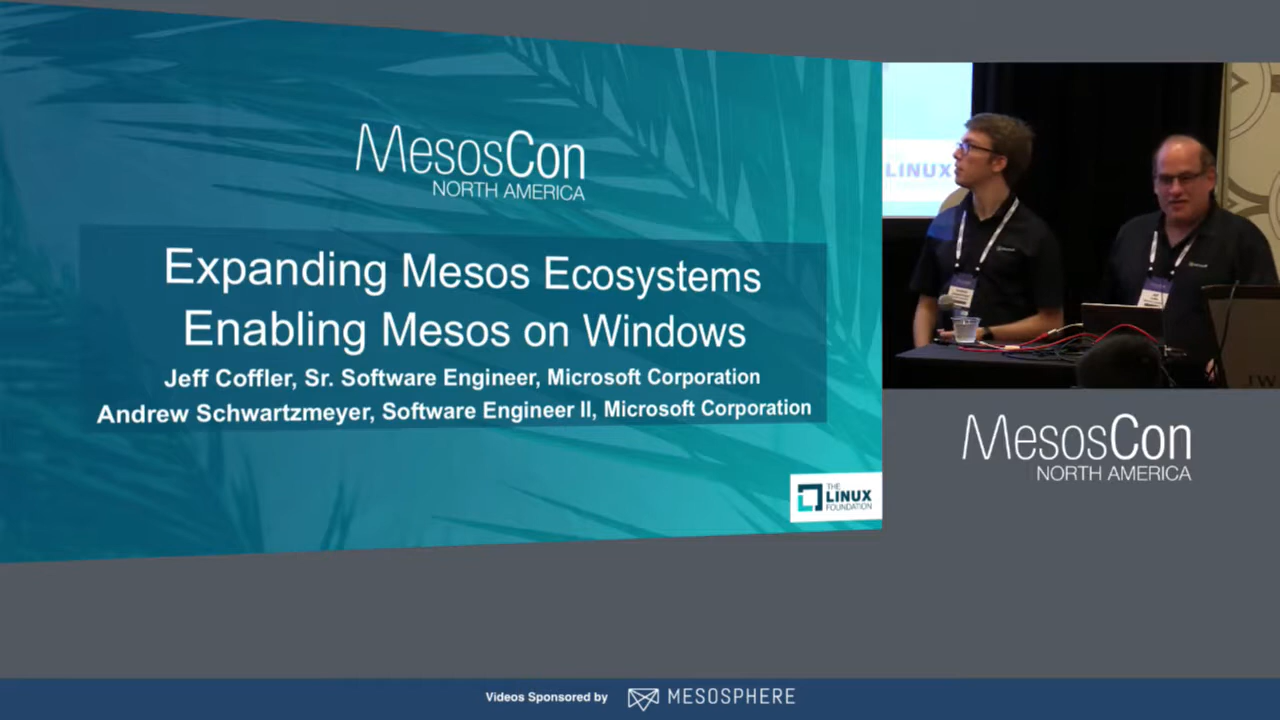 MesosCon
NORTH AMERICA
Expanding Mesos Ecosystems
Enabling Mesos on Windows
Jeff Coffler, Sr. Software Engineer, Microsoft Corporation
Andrew Schwartzmeyer, Software Engineer II, Microsoft Corporation
THE
LINUX
FOUNDATION
LINUX
MesosCon
NORTH AMERICA
Videos Sponsored by MESOSPHERE